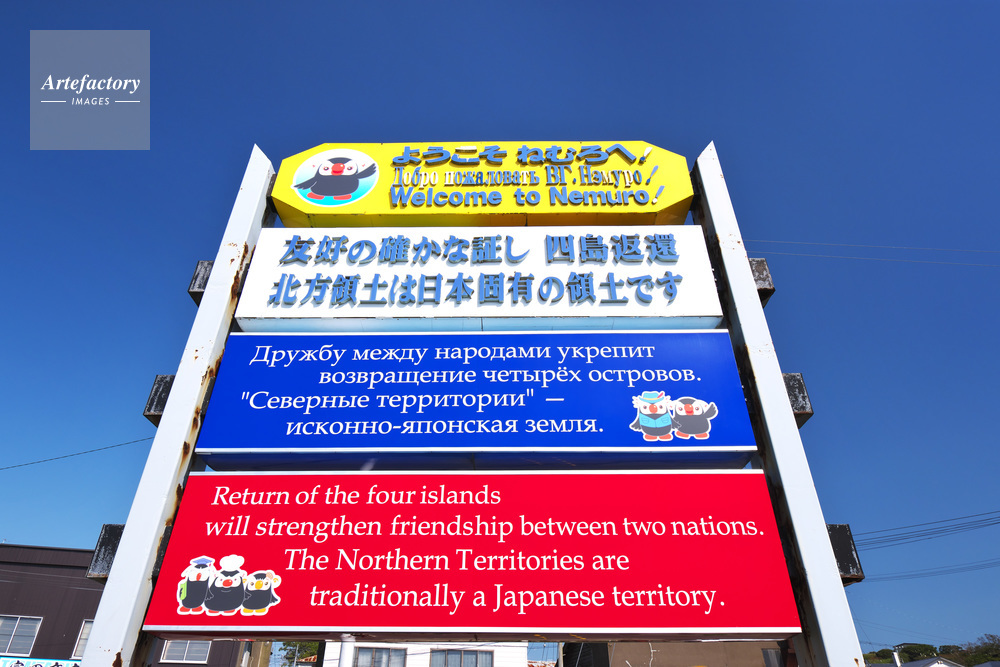 Artefactory
IMAGES
ようこそ ねむろへ!
Добро пожаловать В Г. Нэмуро!
Welcome to Nemuro!
友好の確かな証し 四島返還
北方領土は日本固有の領土です
Дружбу между народами укрепит
возвращение четырёх островов.
"Северные территории" —
исконно-японская земля.
Return of the four islands
will strengthen friendship between two nations.
The Northern Territories are
traditionally a Japanese territory.